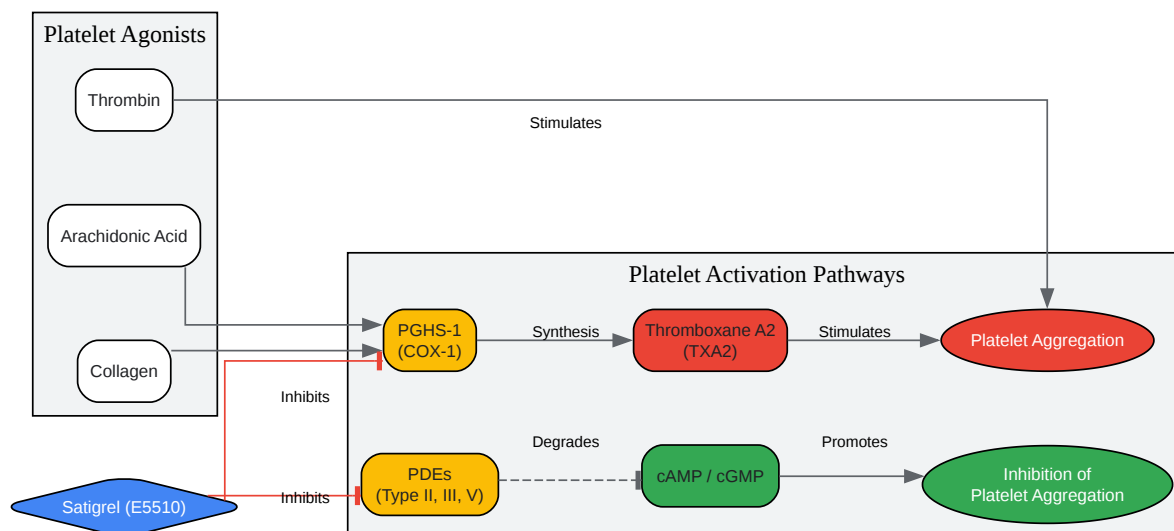 Platelet Agonists
Thrombin
Stimulates
Arachidonic Acid
Platelet Activation Pathways
PGHS-1
(COX-1)
Synthesis
Thromboxane A2
(TXA2)
Stimulates
Platelet Aggregation
Collagen
Inhibits
Degrades
Promotes
PDEs
(Type II, III, V)
cAMP / cGMP
Inhibition of
Platelet Aggregation
Satigrel (E5510)
Inhibits